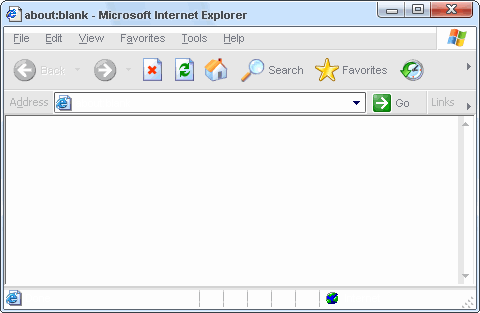 about:blank - Microsoft Internet Explorer
File Edit View Favorites Tools Help
Back Search Favorites
Address Go Links